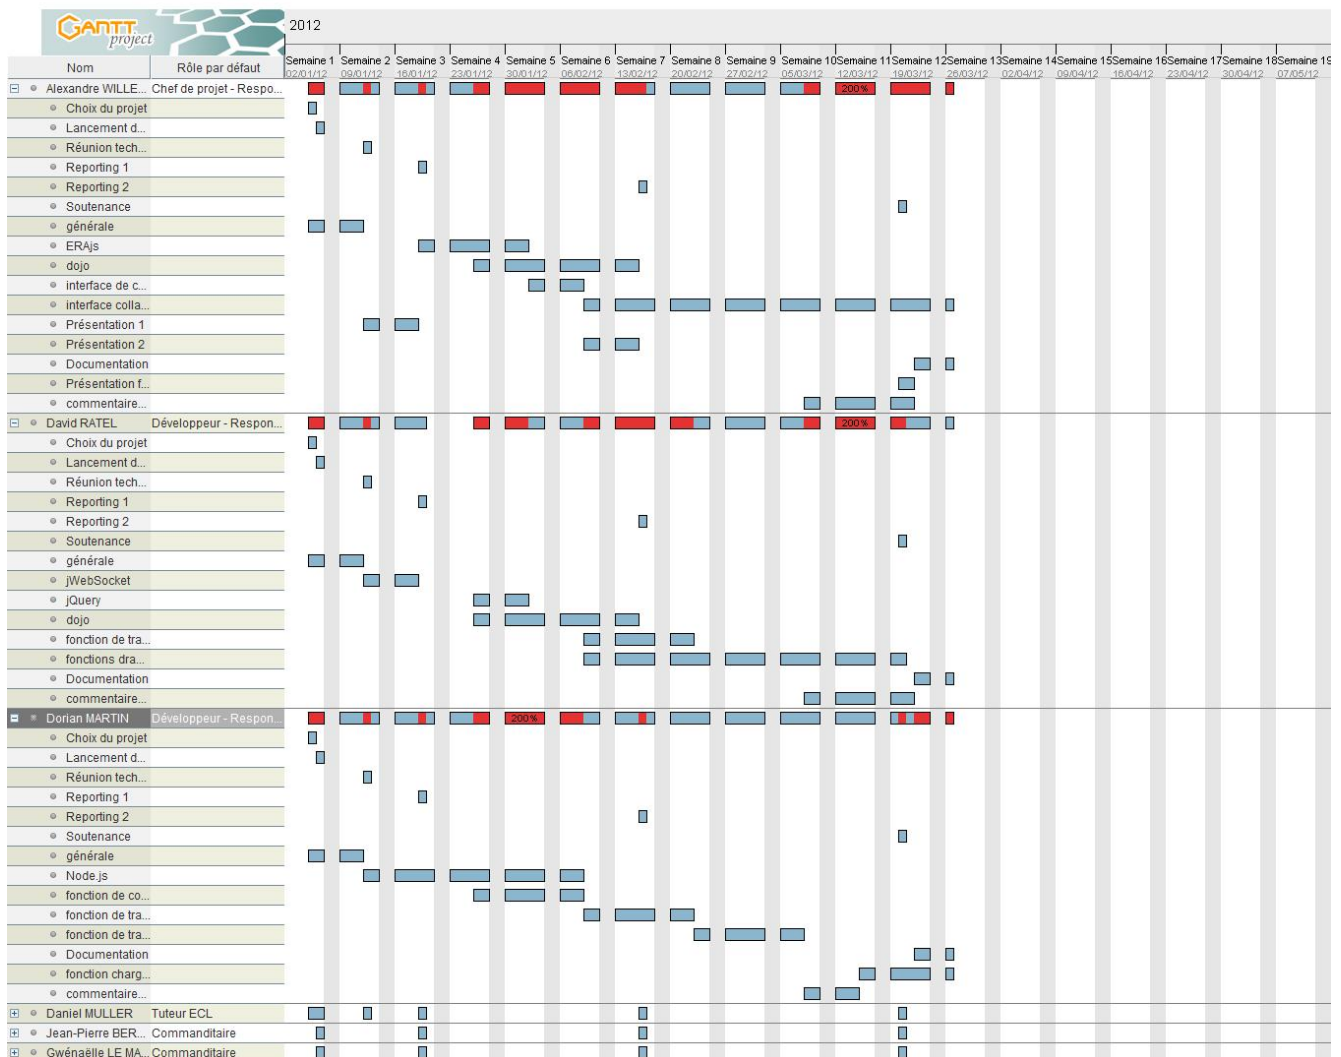 GANTT
project
2012
Nom Rôle par défaut
Semaine 1 Semaine 2 Semaine 3 Semaine 4 Semaine 5 Semaine 6 Semaine 7 Semaine 8 Semaine 9 Semaine 10 Semaine 11 Semaine 12 Semaine 13 Semaine 14 Semaine 15 Semaine 16 Semaine 17 Semaine 18 Semaine 19
02/01/12 09/01/12 16/01/12 23/01/12 30/01/12 06/02/12 13/02/12 20/02/12 27/02/12 05/03/12 12/03/12 19/03/12 26/03/12 02/04/12 09/04/12 16/04/12 23/04/12 30/04/12 07/05/12
Alexandre WILLE... Chef de projet - Respo... 200%
Choix du projet
Lancement d...
Réunion tech...
Reporting 1
Reporting 2
Soutenance
générale
ERAjs
dojo
interface de c...
interface colla...
Présentation 1
Présentation 2
Documentation
Présentation f...
commentaire...
David RATEL Développeur - Respon... 200%
Choix du projet
Lancement d...
Réunion tech...
Reporting 1
Reporting 2
Soutenance
générale
jWebSocket
jQuery
dojo
fonction de tra...
fonctions dra...
Documentation
commentaire...
Dorian MARTIN Développeur - Respon... 200%
Choix du projet
Lancement d...
Réunion tech...
Reporting 1
Reporting 2
Soutenance
générale
Node.js
fonction de co...
fonction de tra...
fonction de tra...
Documentation
fonction charg...
commentaire...
Daniel MULLER Tuteur ECL
Jean-Pierre BER... Commanditaire
Gwénaëlle LE MA... Commanditaire